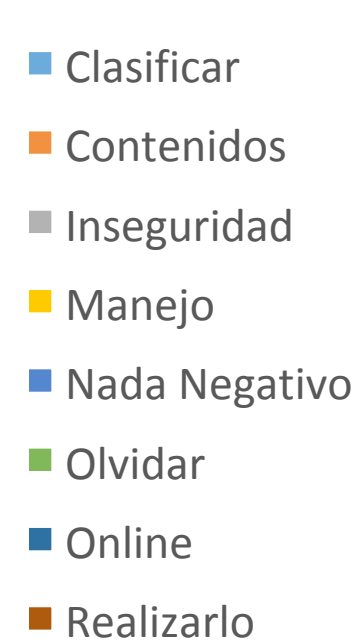 Clasificar
Contenidos
Inseguridad
Manejo
Nada Negativo
Olvidar
Online
Realizarlo